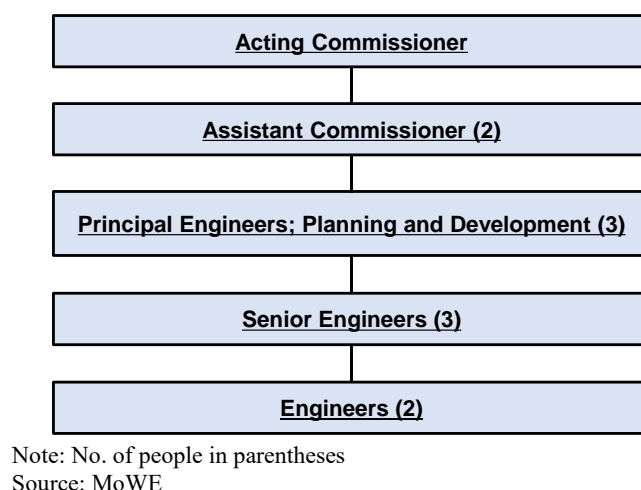 Acting Commissioner
Assistant Commissioner (2)
Principal Engineers; Planning and Development (3)
Senior Engineers (3)
Engineers (2)
Note: No. of people in parentheses
Source: MoWE